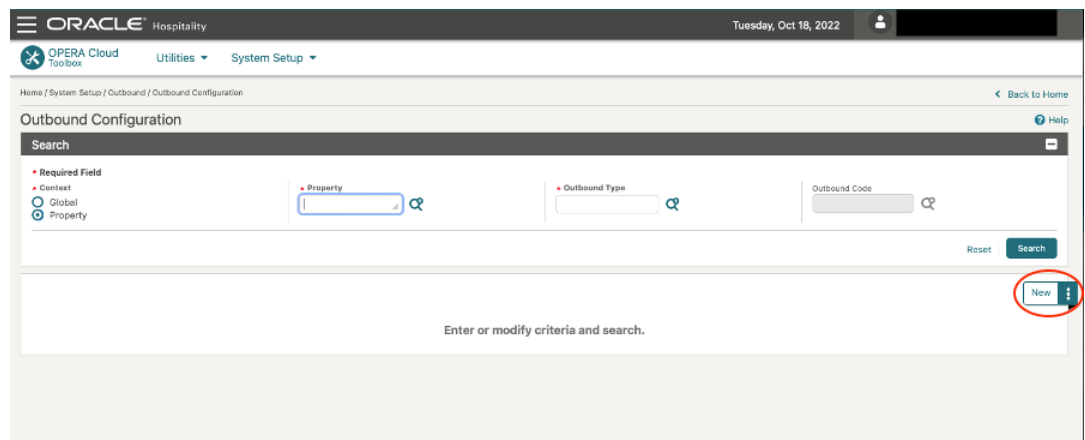 ORACLE Hospitality
Tuesday, Oct 18, 2022
OPERA Cloud Toolbox
Utilities
System Setup
Home / System Setup / Outbound / Outbound Configuration
Back to Home
Outbound Configuration
Help
Search
* Required Field
* Context
Global
Property
* Property
* Outbound Type
Outbound Code
Reset
Search
New
Enter or modify criteria and search.